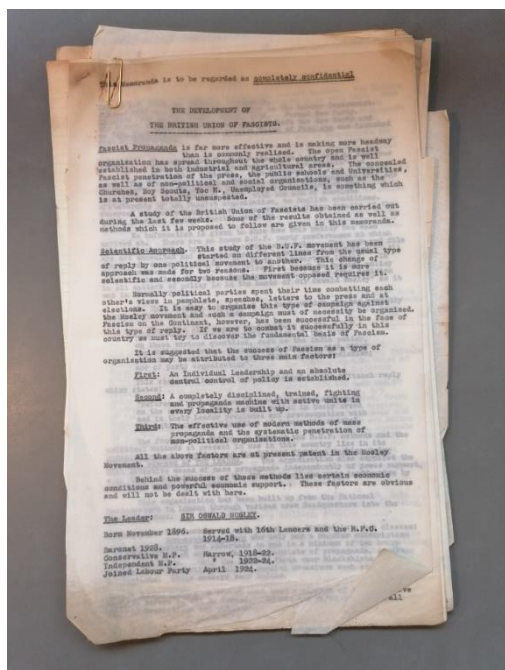 This Memoranda is to be regarded as completely confidential
THE DEVELOPMENT OF
THE BRITISH UNION OF FASCISTS.
Fascist Propaganda is far more effective and is making more headway
than is commonly realised. The open Fascist
organisation has spread throughout the whole country and is well
established in both industrial and agricultural areas. The concealed
Fascist penetration of the press, the public schools and Universities,
as well as of non-political and social organisations, such as the
Churches, Boy Scouts, Toc H., Unemployed Councils, is something which
is at present totally unsuspected.
A study of the British Union of Fascists has been carried out
during the last few weeks. Some of the results obtained as well as
methods which it is proposed to follow are given in this memoranda.
Scientific Approach. This study of the B.U.F. movement has been
started on different lines from the usual type
of reply by one political movement to another. This change of
approach was made for two reasons. First because it is more
scientific and secondly because the movement opposed requires it.
Normally political parties spent their time combatting each
other's views in pamphlets, speeches, letters to the press and at
elections. It is easy to organise this type of campaign against
the Mosley movement and such a campaign must of necessity be organised.
Fascism on the Continent, however, has been successful in the face of
this type of reply. If we are to combat it successfully in this
country we must try to discover the fundamental basis of Fascism.
It is suggested that the success of Fascism as a type of
organisation may be attributed to three main factors:
First: An Individual Leadership and an absolute
central control of policy is established.
Second: A completely disciplined, trained, fighting
and propaganda machine with active units in
every locality is built up.
Third: The effective use of modern methods of mass
propaganda and the systematic penetration of
non-political organisations.
All the above factors are at present patent in the Mosley
Movement.
Behind the success of these methods lies certain economic
conditions and powerful economic support. These factors are obvious
and will not be dealt with here.
The Leader: SIR OSWALD MOSLEY.
Born November 1896. Served with 16th Lancers and the R.F.C.
1914-18.
Baronet 1928.
Conservative M.P. Harrow, 1918-22.
Independent M.P. " 1922-24.
Joined Labour Party April 1924.
all